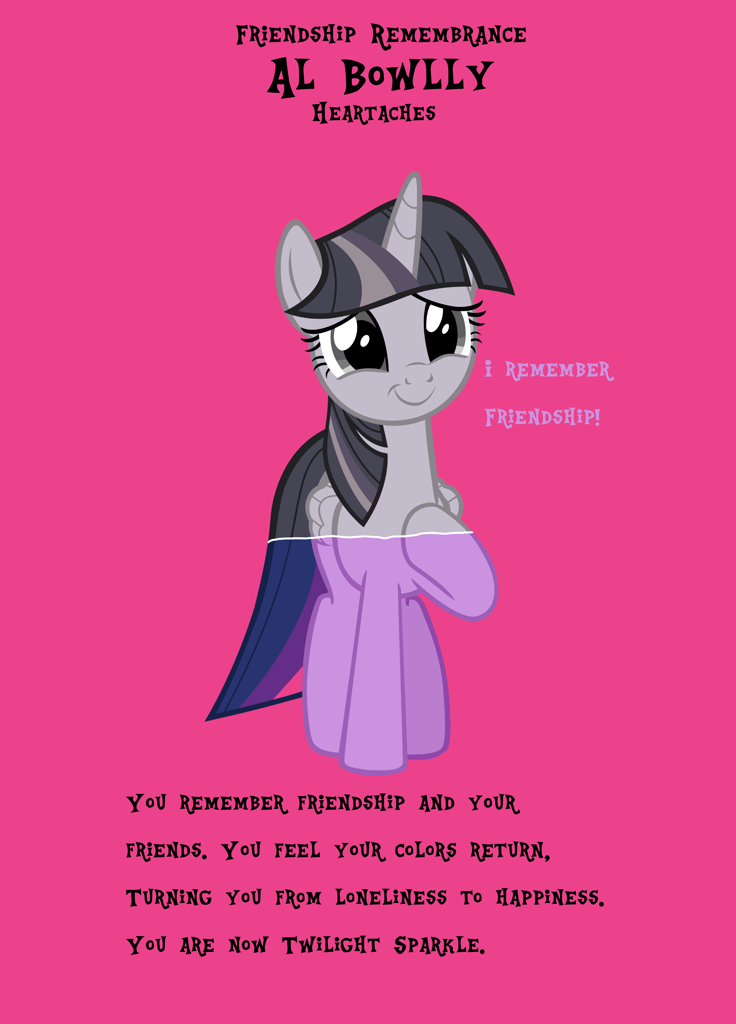 Friendship Remembrance
Al Bowlly
Heartaches
i remember
friendship!
You remember friendship and your
friends. You feel your colors return,
Turning you from loneliness to happiness.
You are now Twilight Sparkle.